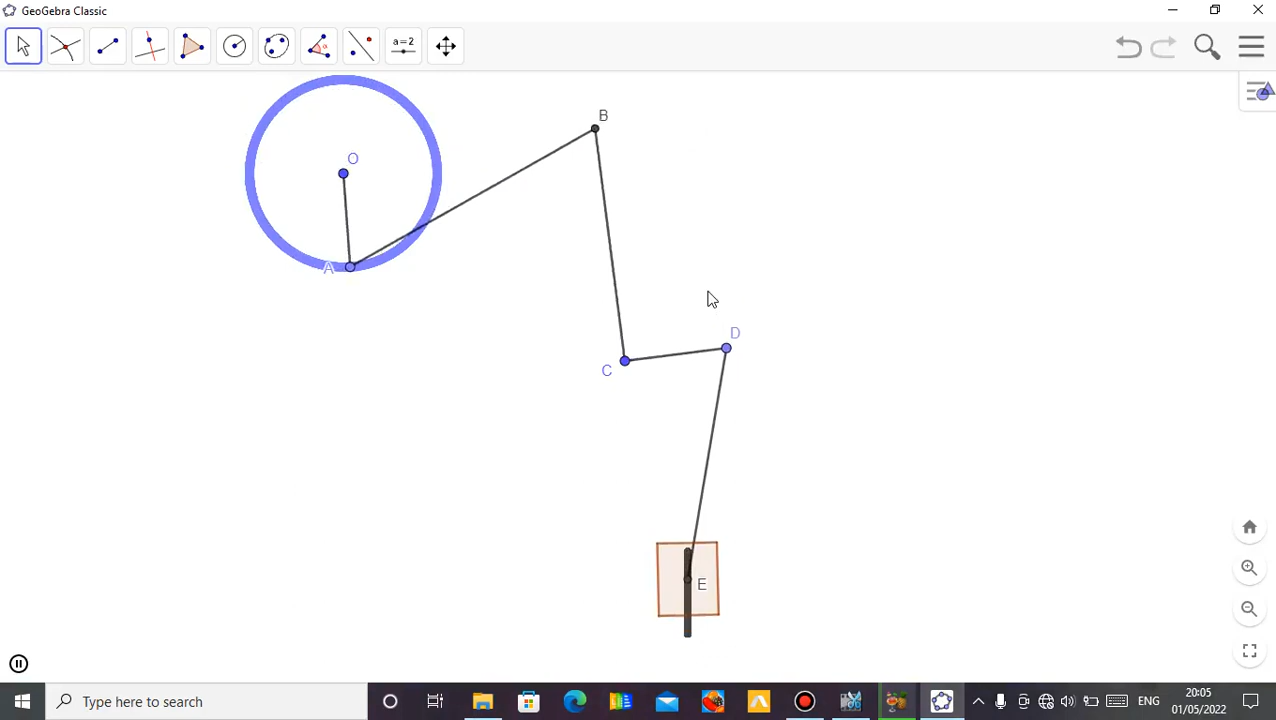 GeoGebra Classic
a=2
B
O
A
D
C
E
Type here to search
ENG
20:05
01/05/2022